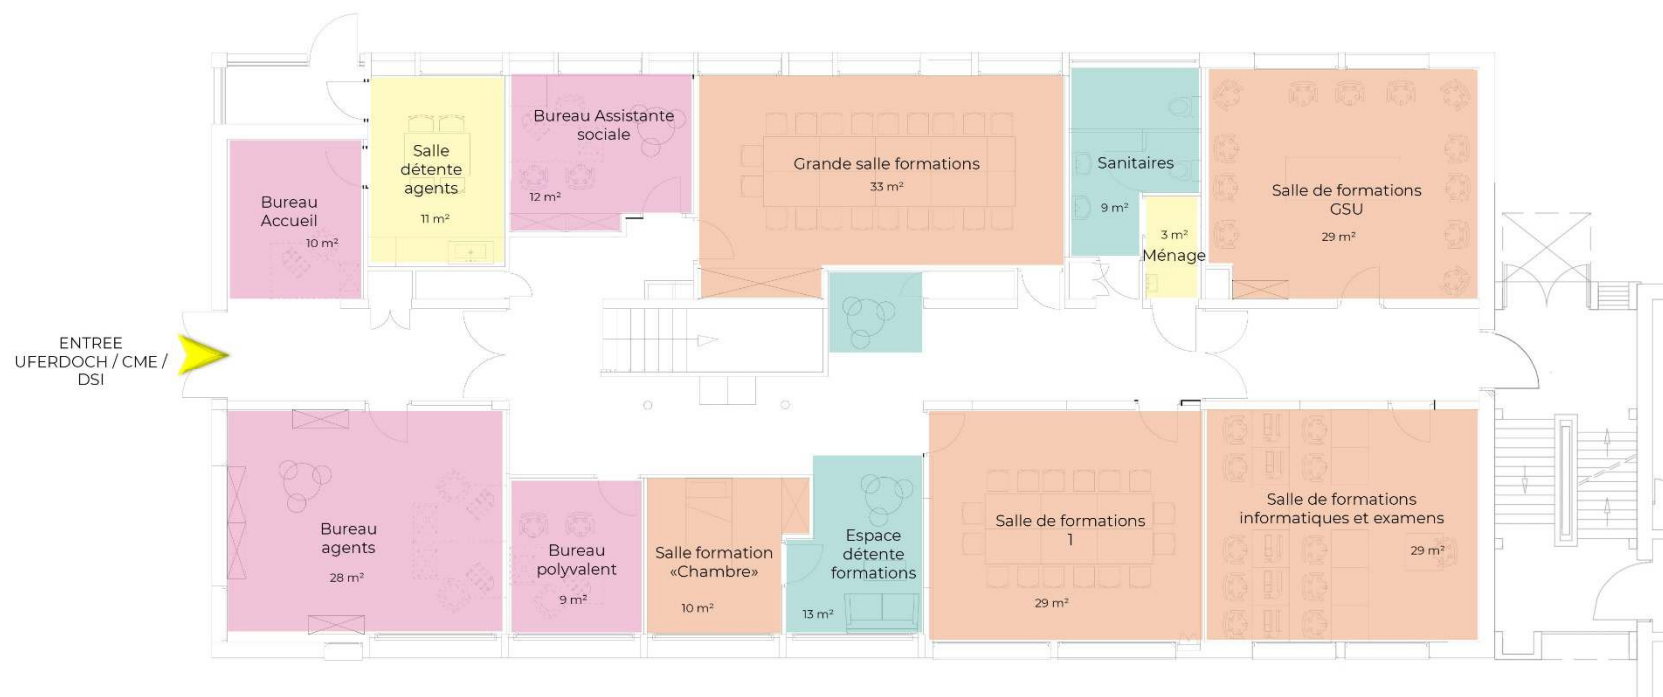 Bureau Assistante
sociale
12 m²
Salle
détente
agents
11 m²
Grande salle formations
33 m²
Sanitaires
9 m²
3 m²
Ménage
Salle de formations
GSU
29 m²
Bureau
Accueil
10 m²
ENTREE
UFERDOCH / CME /
DSI
Bureau
agents
28 m²
Bureau
polyvalent
9 m²
Salle formation
«Chambre»
10 m²
Espace
détente
formations
13 m²
Salle de formations
1
29 m²
Salle de formations
informatiques et examens
29 m²